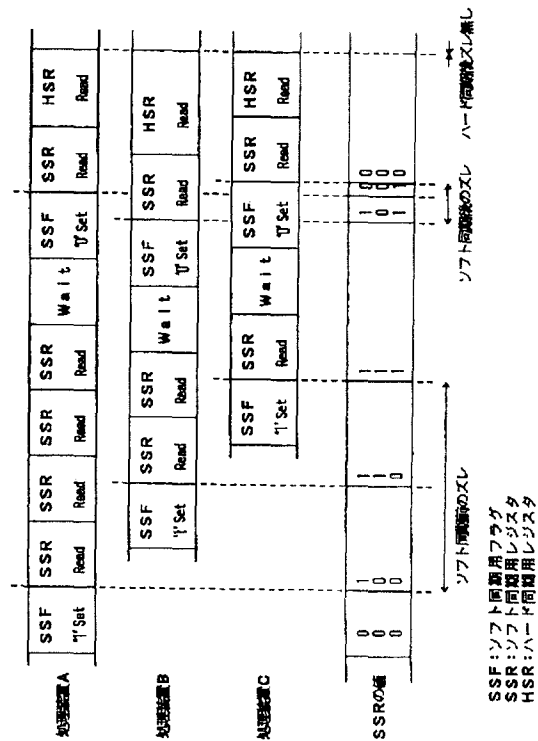 処理装置A
SSF SSR SSR SSR SSR Wait SSF SSR HSR
'1' Set Read Read Read Read '0' Set Read Read
処理装置B
SSF SSR SSR Wait SSF SSR HSR
'1' Set Read Read '0' Set Read Read
処理装置C
SSF SSR Wait SSF SSR HSR
'1' Set Read '0' Set Read Read
SSRの値
0 1 1 1 1 0 0
0 0 1 1 0 0 0
0 0 0 1 1 1 0
ソフト同期前のズレ
ソフト同期後のズレ
ハード同期後ズレ無し
SSF:ソフト同期用フラグ
SSR:ソフト同期用レジスタ
HSR:ハード同期用レジスタ